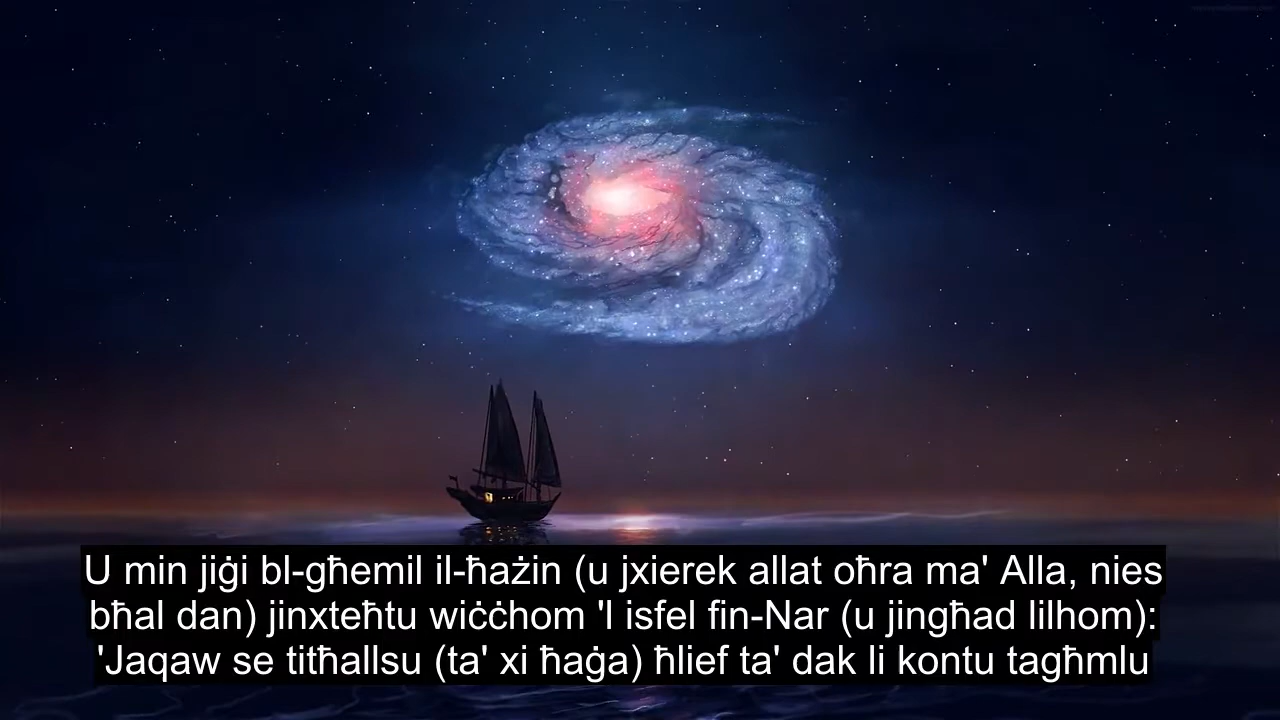 U min jiġi bl-għemil il-ħażin (u jxierek allat oħra ma' Alla, nies
bħal dan) jinxteħtu wiċċhom 'l isfel fin-Nar (u jingħad lilhom):
'Jaqaw se titħallsu (ta' xi ħaġa) ħlief ta' dak li kontu tagħmlu